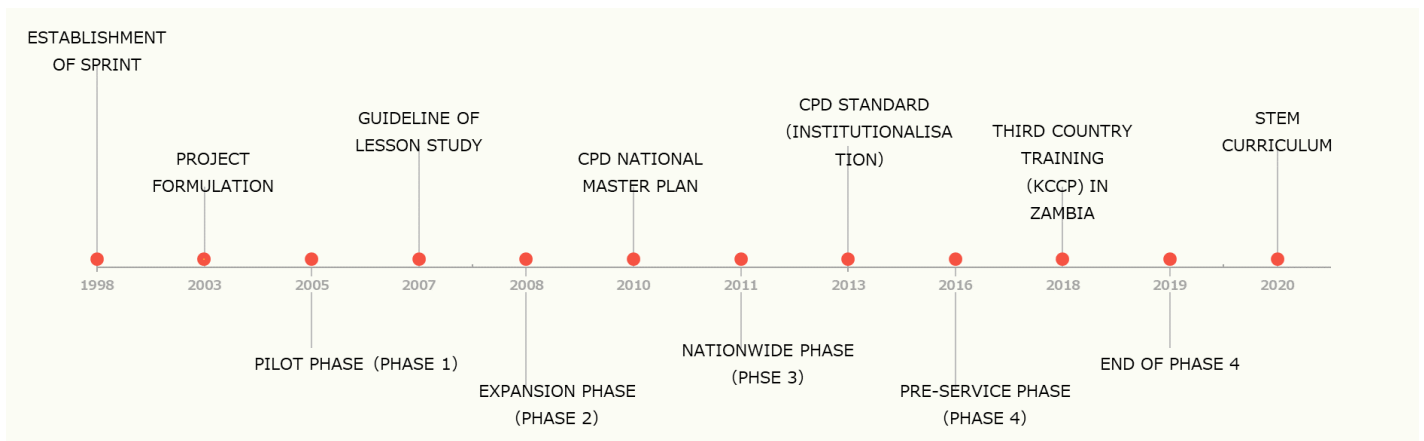 ESTABLISHMENT
OF SPRINT
PROJECT
FORMULATION
GUIDELINE OF
LESSON STUDY
CPD NATIONAL
MASTER PLAN
CPD STANDARD
(INSTITUTIONALISA
TION)
THIRD COUNTRY
TRAINING
(KCCP) IN
ZAMBIA
STEM
CURRICULUM
1998 2003 2005 2007 2008 2010 2011 2013 2016 2018 2019 2020
PILOT PHASE (PHASE 1)
EXPANSION PHASE
(PHASE 2)
NATIONWIDE PHASE
(PHSE 3)
PRE-SERVICE PHASE
(PHASE 4)
END OF PHASE 4